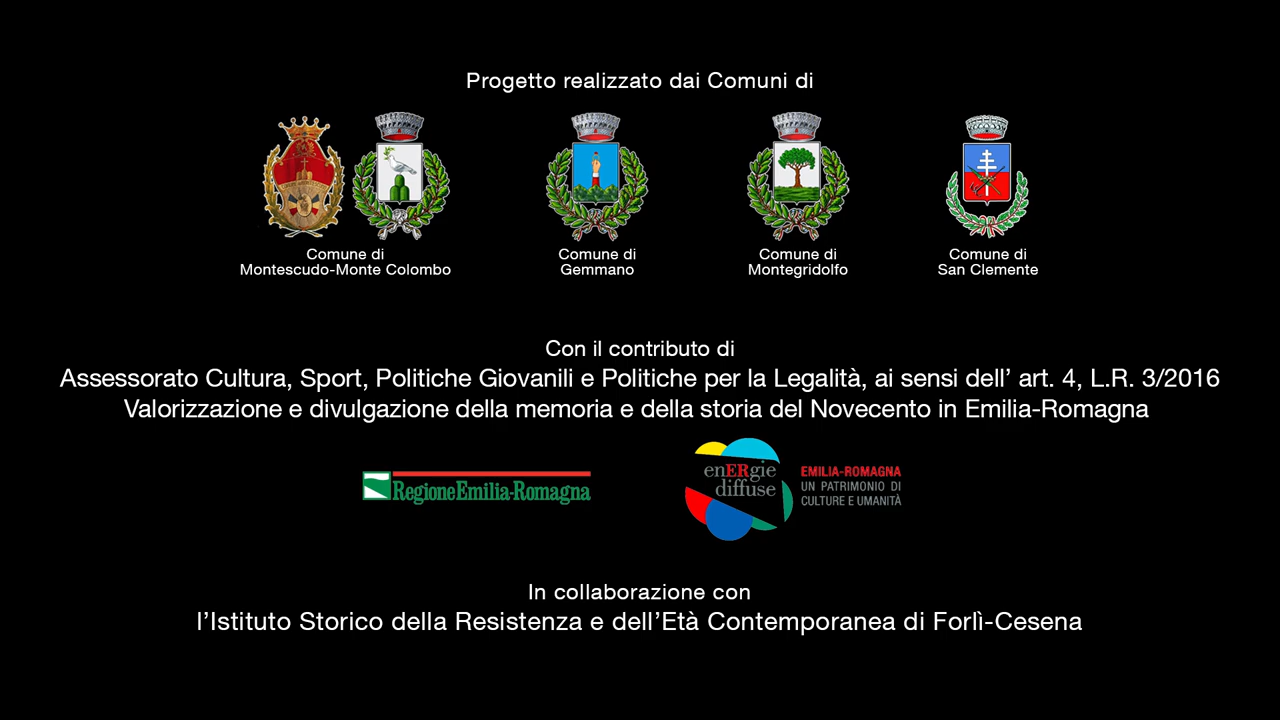 Progetto realizzato dai Comuni di
Comune di
Montescudo-Monte Colombo
Comune di
Gemmano
Comune di
Montegridolfo
Comune di
San Clemente
Con il contributo di
Assessorato Cultura, Sport, Politiche Giovanili e Politiche per la Legalità, ai sensi dell’ art. 4, L.R. 3/2016
Valorizzazione e divulgazione della memoria e della storia del Novecento in Emilia-Romagna
RegioneEmilia-Romagna
enERgie
diffuse
EMILIA-ROMAGNA
UN PATRIMONIO DI
CULTURE E UMANITÀ
In collaborazione con
l’Istituto Storico della Resistenza e dell’Età Contemporanea di Forlì-Cesena